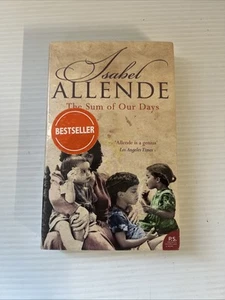 Isabel
ALLENDE
The Sum of Our Days
BESTSELLER
'Allende is a genius'
Los Angeles Times
P.S.